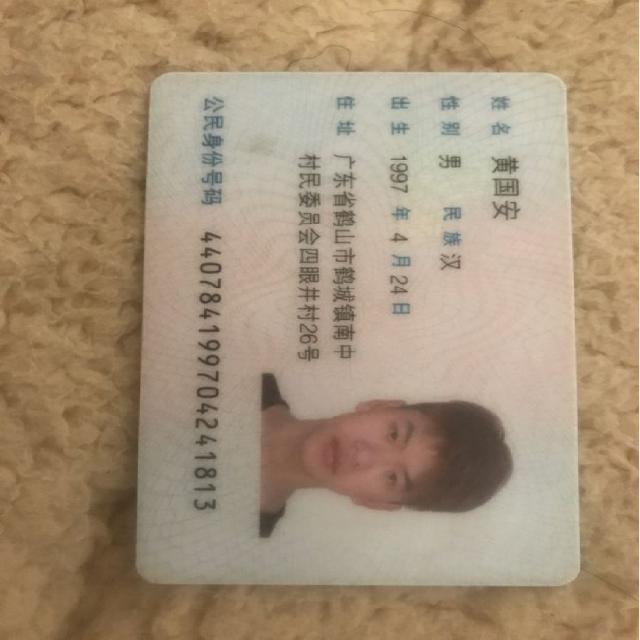 姓名 黄国安
性别 男 民族 汉
出生 1997 年 4 月 24 日
住址 广东省鹤山市鹤城镇南中
村民委员会四眼井村26号
公民身份号码 440784199704241813